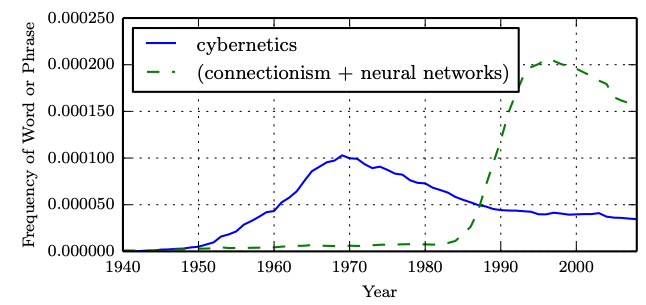 0.000250
cybernetics
0.000200
(connectionism + neural networks)
0.000150
0.000100
0.000050
0.000000
Frequency of Word or Phrase
1940 1950 1960 1970 1980 1990 2000
Year